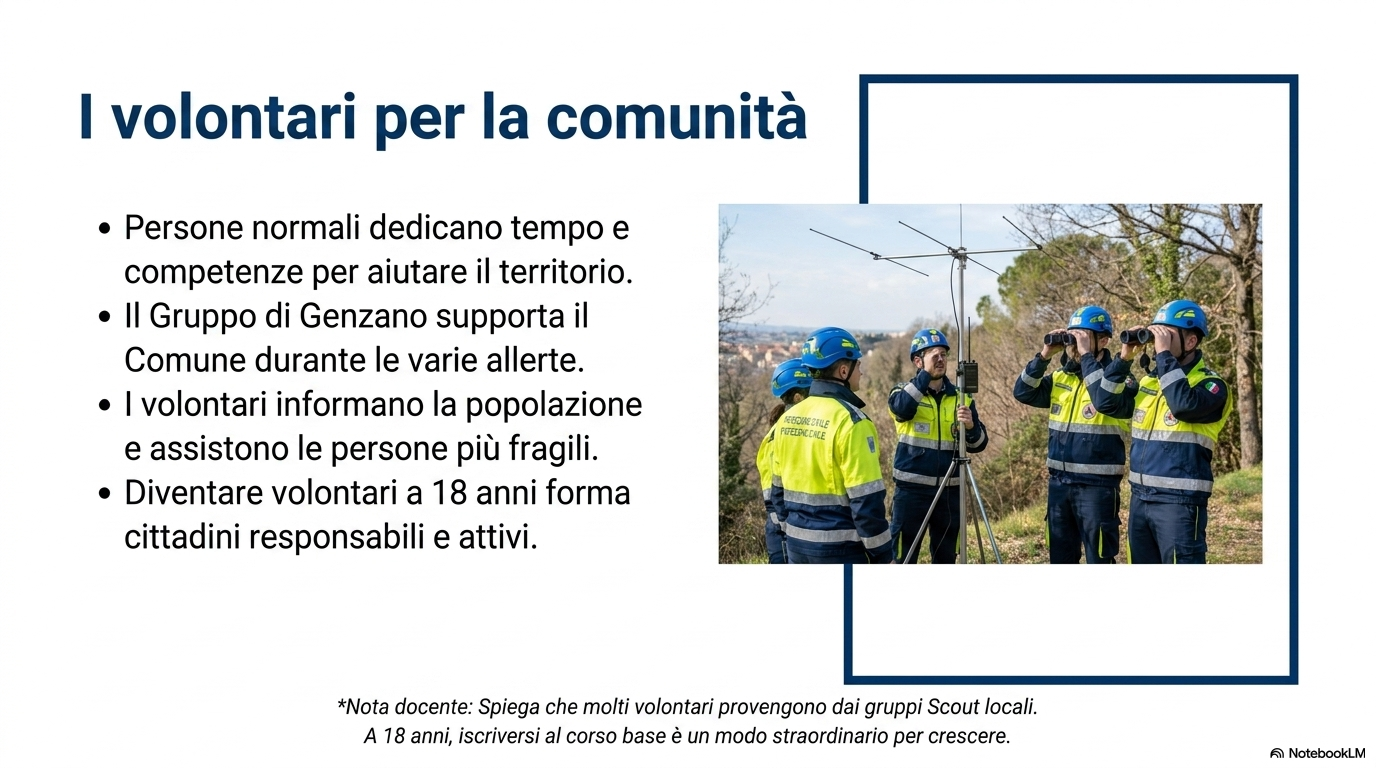 I volontari per la comunità
• Persone normali dedicano tempo e
competenze per aiutare il territorio.
• Il Gruppo di Genzano supporta il
Comune durante le varie allerte.
• I volontari informano la popolazione
e assistono le persone più fragili.
• Diventare volontari a 18 anni forma
cittadini responsabili e attivi.
*Nota docente: Spiega che molti volontari provengono dai gruppi Scout locali.
A 18 anni, iscriversi al corso base è un modo straordinario per crescere.
NotebookLM